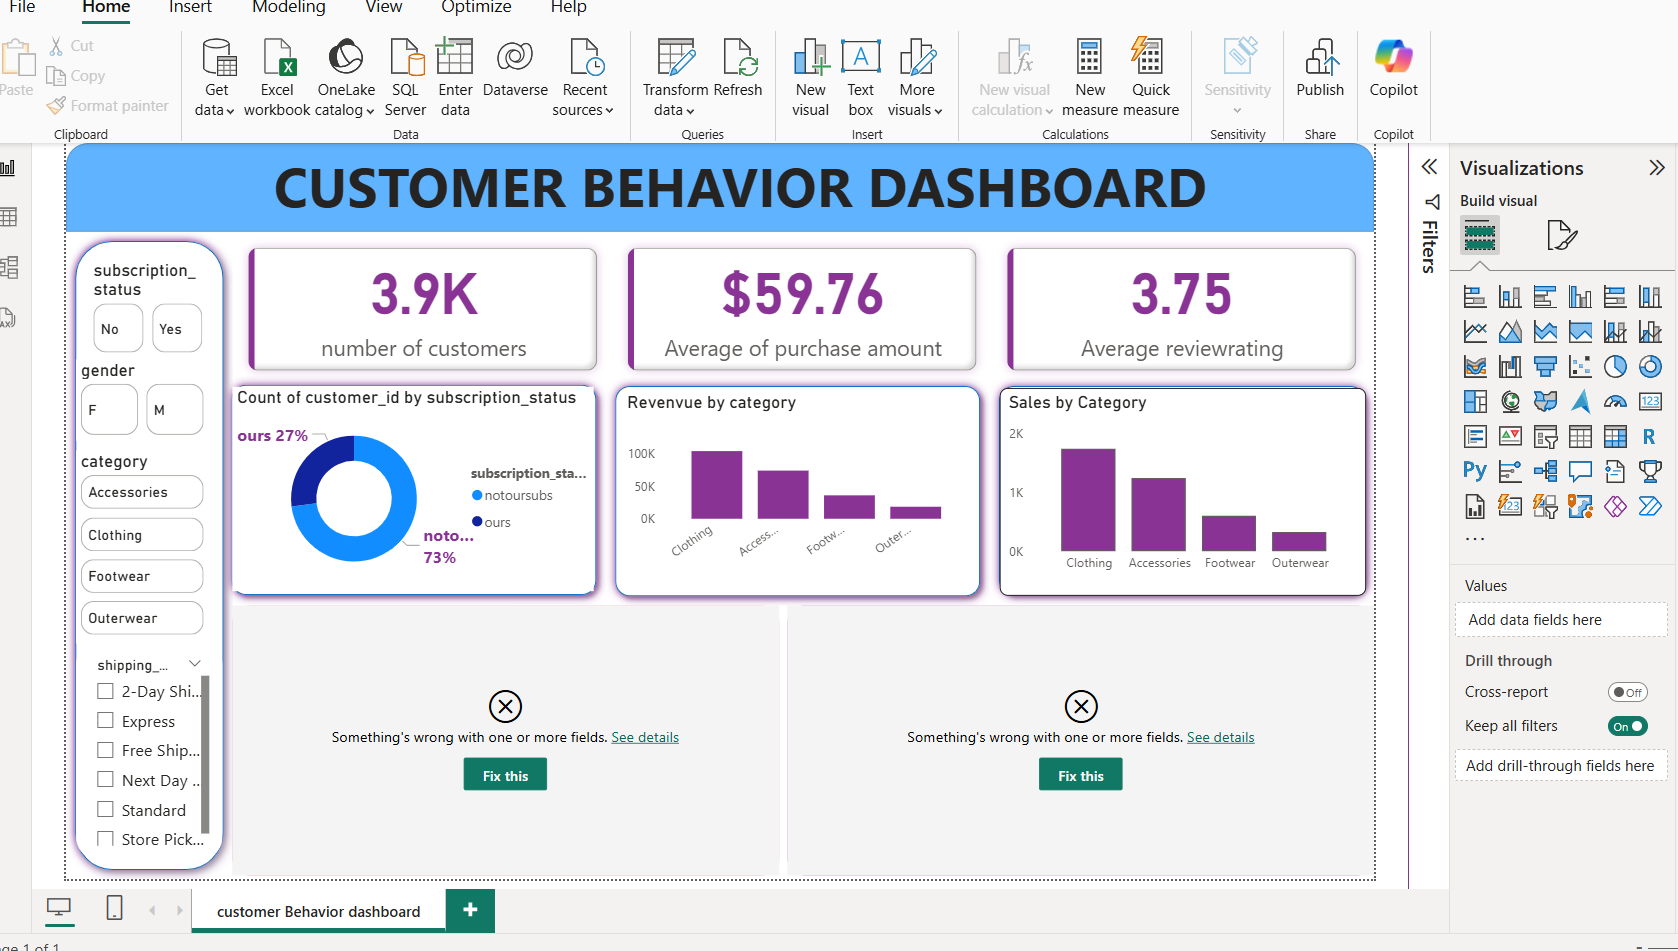 File Home Insert Modeling View Optimize Help
Paste
Cut
Copy
Format painter
Clipboard
Get data
Excel workbook
OneLake catalog
SQL Server
Enter data
Dataverse
Recent sources
Data
Transform data
Refresh
Queries
New visual
Text box
More visuals
Insert
New visual calculation
New measure
Quick measure
Calculations
Sensitivity
Sensitivity
Publish
Share
Copilot
Copilot
CUSTOMER BEHAVIOR DASHBOARD
subscription_
status
No Yes
gender
F M
category
Accessories
Clothing
Footwear
Outerwear
shipping_...
2-Day Shi...
Express
Free Ship...
Next Day ..
Standard
Store Pick...
3.9K
number of customers
$59.76
Average of purchase amount
3.75
Average reviewrating
Count of customer_id by subscription_status
ours 27%
noto...
73%
subscription_sta...
notoursubs
ours
Revenvue by category
100K
50K
0K
Clothing Access... Footw... Outer...
Sales by Category
2K
1K
0K
Clothing Accessories Footwear Outerwear
Something's wrong with one or more fields. See details
Fix this
Something's wrong with one or more fields. See details
Fix this
Filters
Visualizations
Build visual
123
R
Py
123
...
Values
Add data fields here
Drill through
Cross-report Off
Keep all filters On
Add drill-through fields here
customer Behavior dashboard +
ge 1 of 1